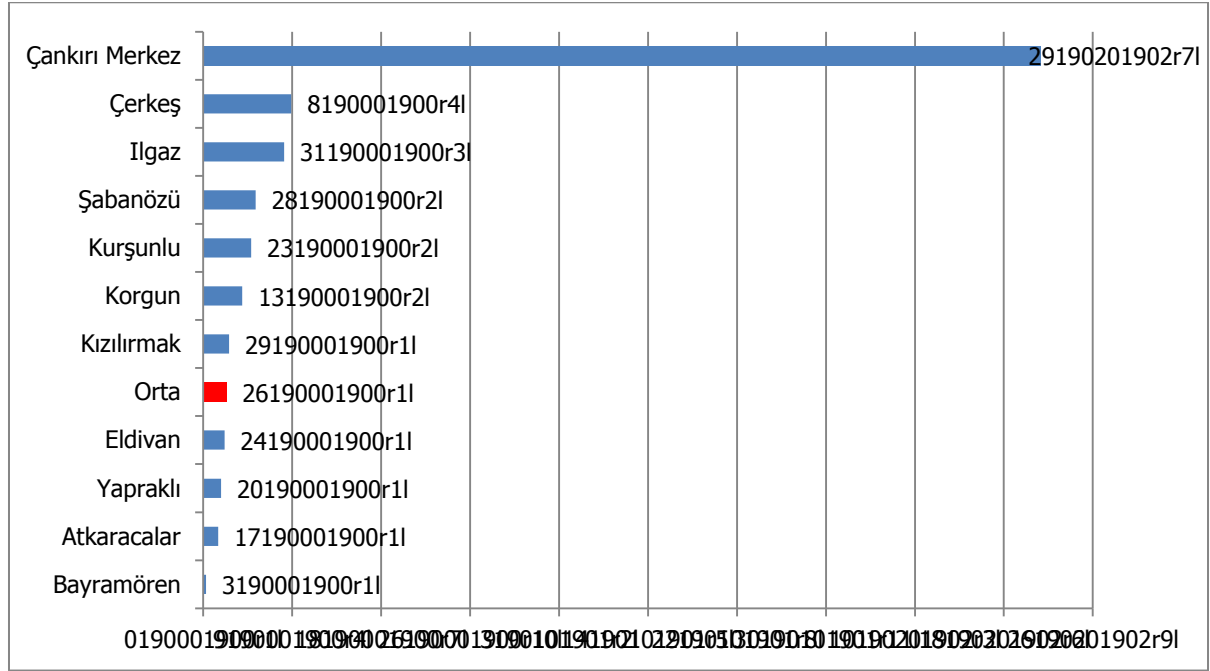 Çankırı Merkez 29190201902r7l
Çerkeş 8190001900r4l
Ilgaz 31190001900r3l
Şabanözü 28190001900r2l
Kurşunlu 23190001900r2l
Korgun 13190001900r2l
Kızılırmak 29190001900r1l
Orta 26190001900r1l
Eldivan 24190001900r1l
Yapraklı 20190001900r1l
Atkaracalar 17190001900r1l
Bayramören 3190001900r1l